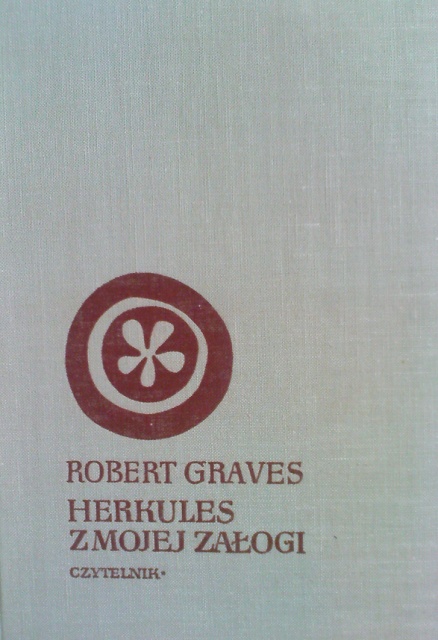 ROBERT GRAVES
HERKULES
Z MOJEJ ZAŁOGI
CZYTELNIK•